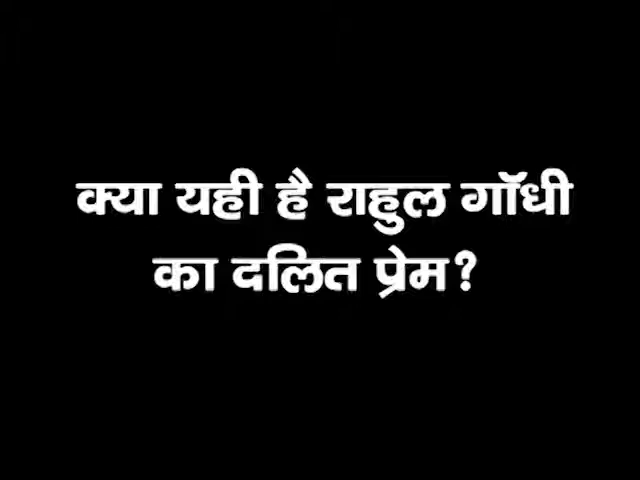 क्या यही है राहुल गाँधी
का दलित प्रेम?